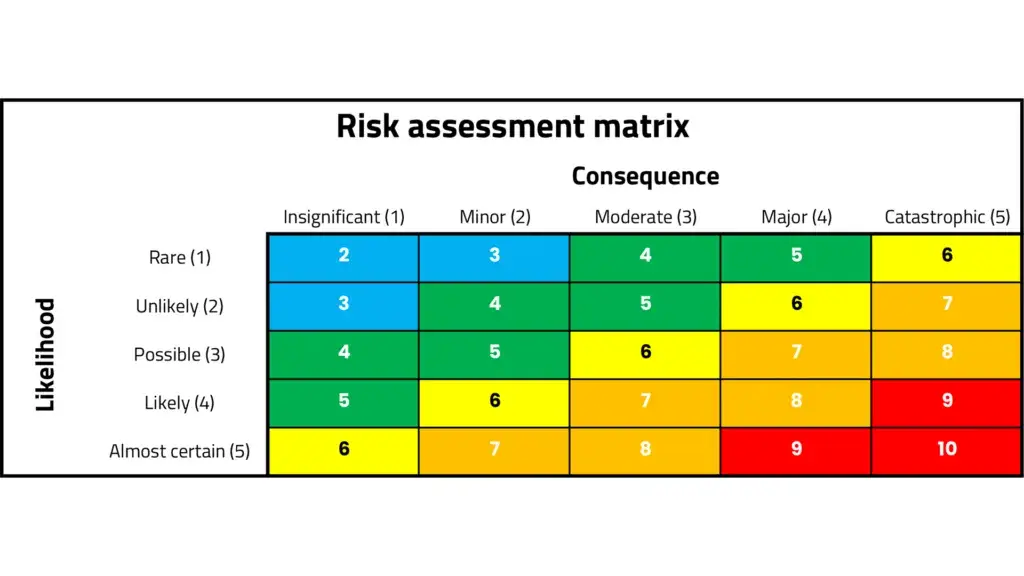 Risk assessment matrix
Consequence
Insignificant (1) Minor (2) Moderate (3) Major (4) Catastrophic (5)
Likelihood
Rare (1) 2 3 4 5 6
Unlikely (2) 3 4 5 6 7
Possible (3) 4 5 6 7 8
Likely (4) 5 6 7 8 9
Almost certain (5) 6 7 8 9 10